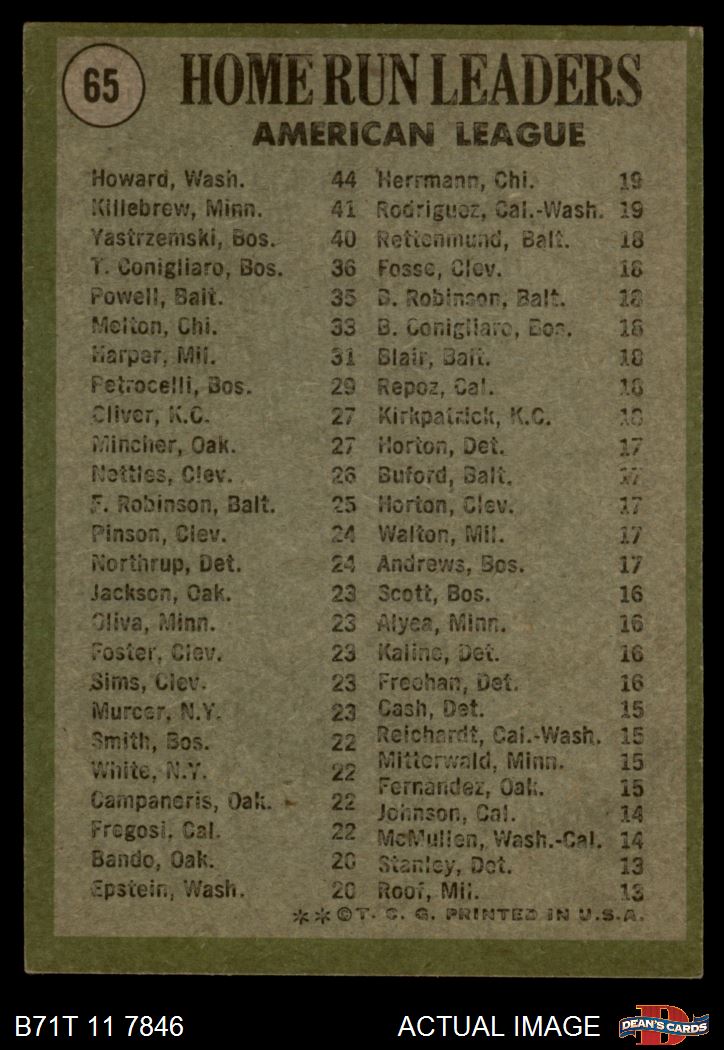 65
HOME RUN LEADERS
AMERICAN LEAGUE
Howard, Wash. 44
Killebrew, Minn. 41
Yastrzemski, Bos. 40
T. Conigliaro, Bos. 36
Powell, Balt. 35
Melton, Chi. 33
Harper, Mil. 31
Petrocelli, Bos. 29
Oliver, K.C. 27
Mincher, Oak. 27
Nettles, Clev. 26
F. Robinson, Balt. 25
Pinson, Clev. 24
Northrup, Det. 24
Jackson, Oak. 23
Oliva, Minn. 23
Foster, Clev. 23
Sims, Clev. 23
Murcer, N.Y. 23
Smith, Bos. 22
White, N.Y. 22
Campaneris, Oak. 22
Fregosi, Cal. 22
Bando, Oak. 20
Epstein, Wash. 20
Herrmann, Chi. 19
Rodriguez, Cal.-Wash. 19
Rettenmund, Balt. 18
Fosse, Clev. 18
B. Robinson, Balt. 18
B. Conigliaro, Bos. 18
Blair, Balt. 18
Repoz, Cal. 18
Kirkpatrick, K.C. 18
Horton, Det. 17
Buford, Balt. 17
Horton, Clev. 17
Walton, Mil. 17
Andrews, Bos. 17
Scott, Bos. 16
Alyea, Minn. 16
Kaline, Det. 16
Freehan, Det. 16
Cash, Det. 15
Reichardt, Cal.-Wash. 15
Mitterwald, Minn. 15
Fernandez, Oak. 15
Johnson, Cal. 14
McMullen, Wash.-Cal. 14
Stanley, Det. 13
Roof, Mil. 13
**©T. C. G. PRINTED IN U.S.A.
B71T 11 7846
ACTUAL IMAGE
D
DEAN'S CARDS